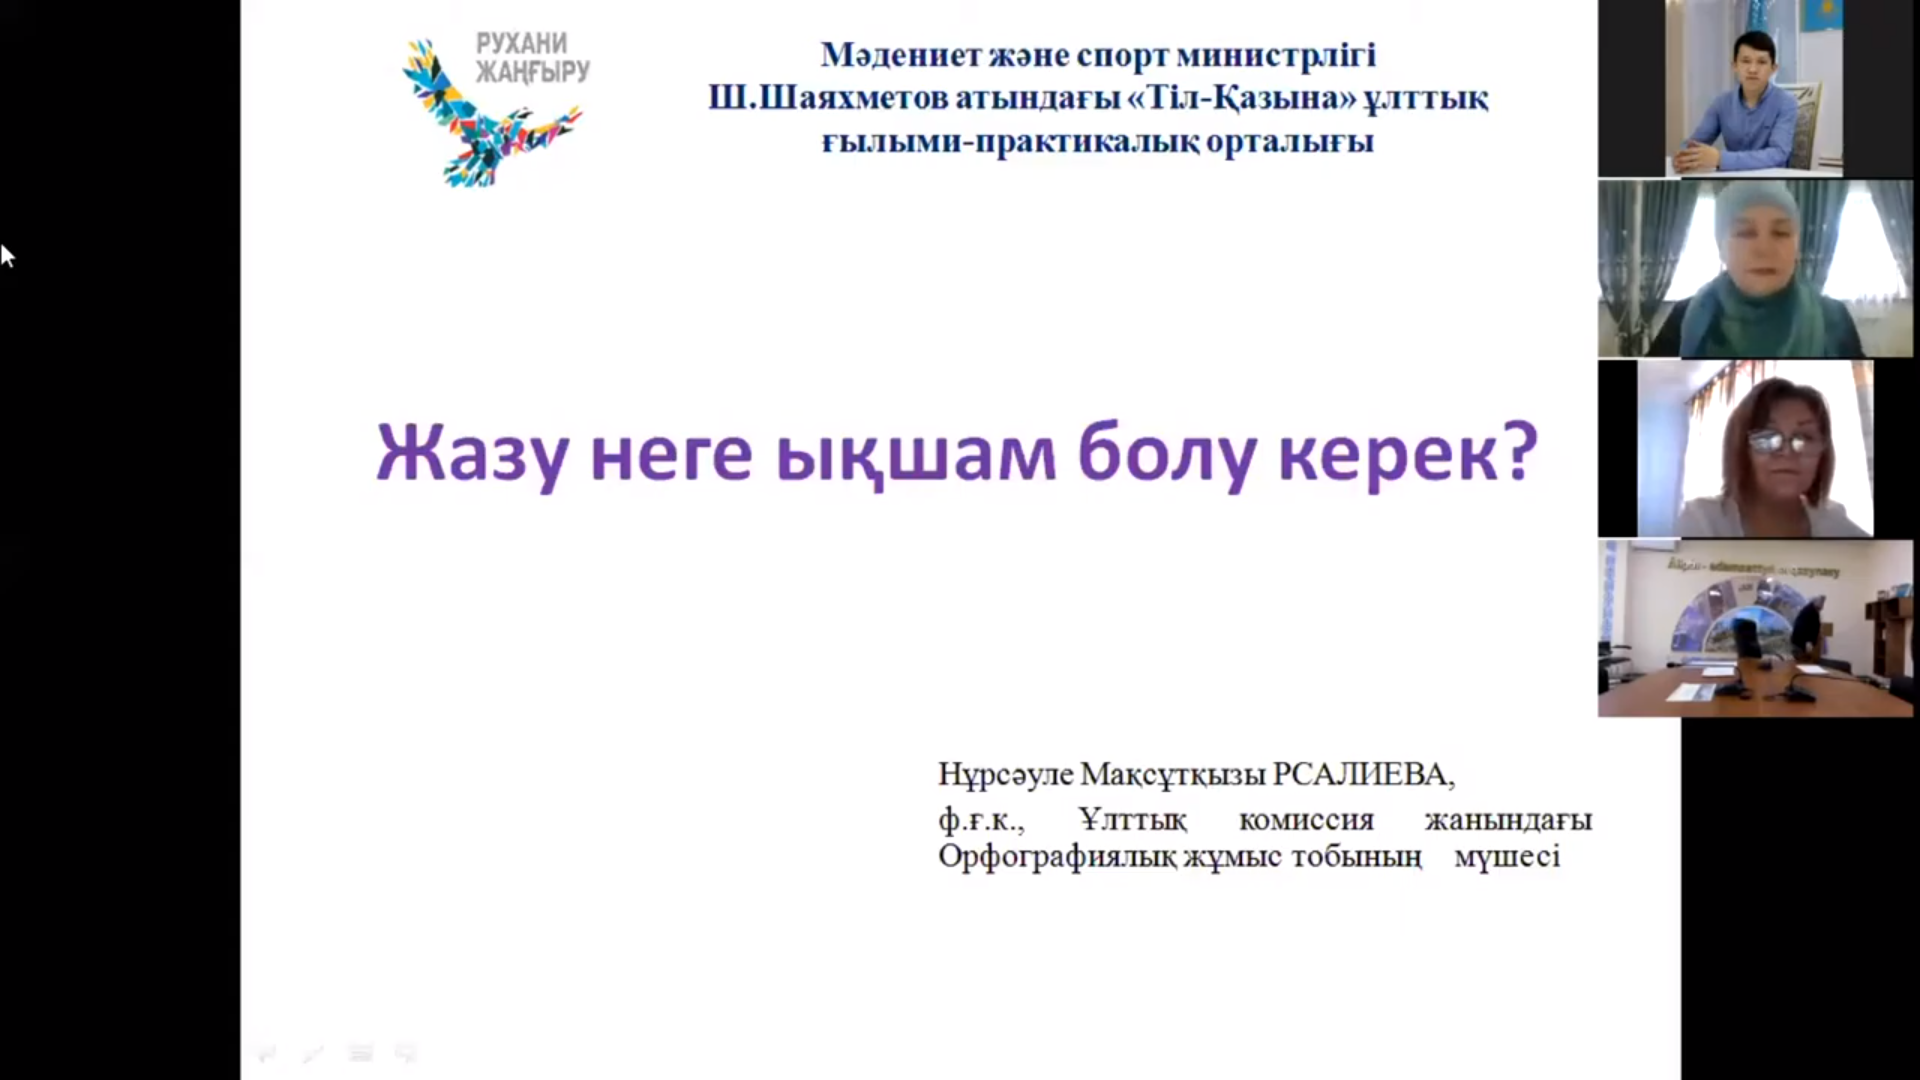 РУХАНИ
ЖАҢҒЫРУ
Мәдениет және спорт министрлігі
Ш.Шаяхметов атындағы «Тіл-Қазына» ұлттық
ғылыми-практикалық орталығы
Жазу неге ықшам болу керек?
Нұрсәуле Мақсұтқызы РСАЛИЕВА,
ф.ғ.к., Ұлттық комиссия жанындағы
Орфографиялық жұмыс тобының мүшесі